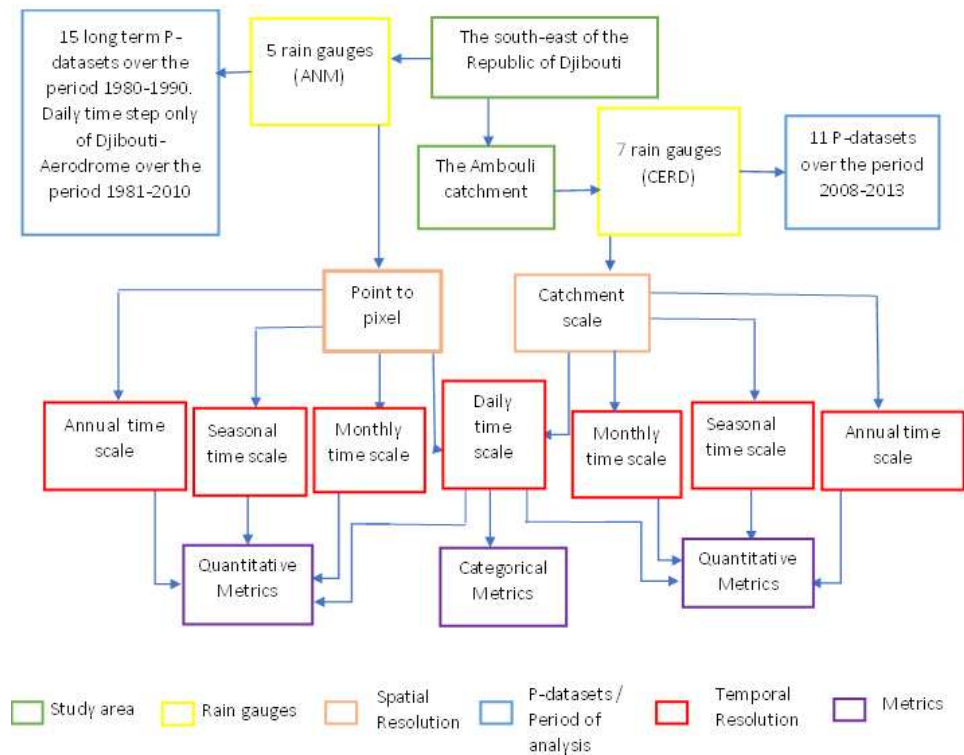 15 long term P-
datasets over the
period 1980-1990.
Daily time step only
of Djibouti-
Aerodrome over the
period 1981-2010
5 rain gauges
(ANM)
The south-east of the
Republic of Djibouti
The Ambouli
catchment
7 rain gauges
(CERD)
11 P-datasets
over the period
2008-2013
Point to
pixel
Catchment
scale
Annual time
scale
Seasonal
time scale
Monthly
time scale
Daily
time
scale
Monthly
time scale
Seasonal
time scale
Annual time
scale
Quantitative
Metrics
Categorical
Metrics
Quantitative
Metrics
Study area
Rain gauges
Spatial
Resolution
P-datasets /
Period of
analysis
Temporal
Resolution
Metrics